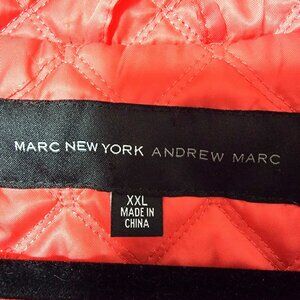 MARC NEW YORK ANDREW MARC
XXL
MADE IN
CHINA